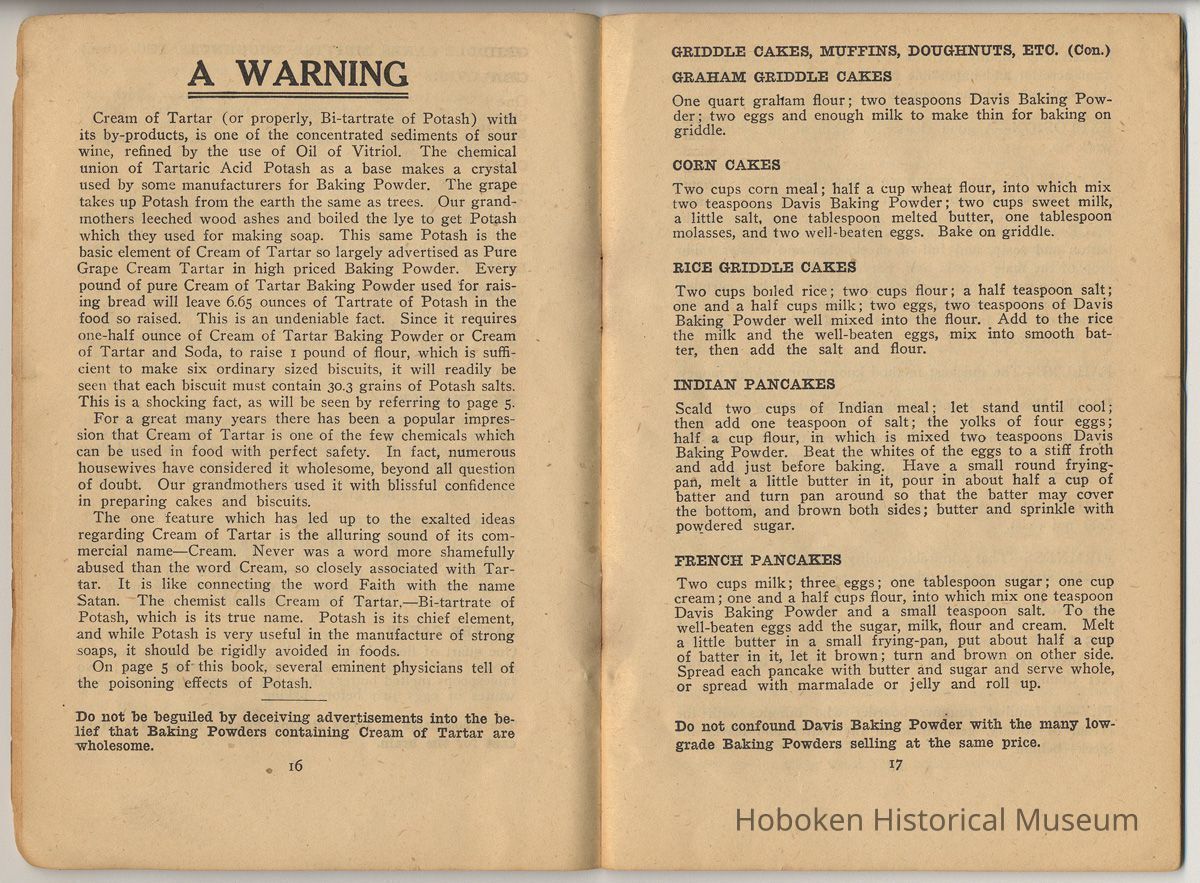 A WARNING
Cream of Tartar (or properly, Bi-tartrate of Potash) with
its by-products, is one of the concentrated sediments of sour
wine, refined by the use of Oil of Vitriol. The chemical
union of Tartaric Acid Potash as a base makes a crystal
used by some manufacturers for Baking Powder. The grape
takes up Potash from the earth the same as trees. Our grand-
mothers leeched wood ashes and boiled the lye to get Potash
which they used for making soap. This same Potash is the
basic element of Cream of Tartar so largely advertised as Pure
Grape Cream Tartar in high priced Baking Powder. Every
pound of pure Cream of Tartar Baking Powder used for rais-
ing bread will leave 6.65 ounces of Tartrate of Potash in the
food so raised. This is an undeniable fact. Since it requires
one-half ounce of Cream of Tartar Baking Powder or Cream
of Tartar and Soda, to raise 1 pound of flour, which is suffi-
cient to make six ordinary sized biscuits, it will readily be
seen that each biscuit must contain 30.3 grains of Potash salts.
This is a shocking fact, as will be seen by referring to page 5.
For a great many years there has been a popular impres-
sion that Cream of Tartar is one of the few chemicals which
can be used in food with perfect safety. In fact, numerous
housewives have considered it wholesome, beyond all question
of doubt. Our grandmothers used it with blissful confidence
in preparing cakes and biscuits.
The one feature which has led up to the exalted ideas
regarding Cream of Tartar is the alluring sound of its com-
mercial name—Cream. Never was a word more shamefully
abused than the word Cream, so closely associated with Tar-
tar. It is like connecting the word Faith with the name
Satan. The chemist calls Cream of Tartar,—Bi-tartrate of
Potash, which is its true name. Potash is its chief element,
and while Potash is very useful in the manufacture of strong
soaps, it should be rigidly avoided in foods.
On page 5 of this book, several eminent physicians tell of
the poisoning effects of Potash.
Do not be beguiled by deceiving advertisements into the be-
lief that Baking Powders containing Cream of Tartar are
wholesome.
16
GRIDDLE CAKES, MUFFINS, DOUGHNUTS, ETC. (Con.)
GRAHAM GRIDDLE CAKES
One quart graham flour; two teaspoons Davis Baking Pow-
der; two eggs and enough milk to make thin for baking on
griddle.
CORN CAKES
Two cups corn meal; half a cup wheat flour, into which mix
two teaspoons Davis Baking Powder; two cups sweet milk,
a little salt, one tablespoon melted butter, one tablespoon
molasses, and two well-beaten eggs. Bake on griddle.
RICE GRIDDLE CAKES
Two cups boiled rice; two cups flour; a half teaspoon salt;
one and a half cups milk; two eggs, two teaspoons of Davis
Baking Powder well mixed into the flour. Add to the rice
the milk and the well-beaten eggs, mix into smooth bat-
ter, then add the salt and flour.
INDIAN PANCAKES
Scald two cups of Indian meal; let stand until cool;
then add one teaspoon of salt; the yolks of four eggs;
half a cup flour, in which is mixed two teaspoons Davis
Baking Powder. Beat the whites of the eggs to a stiff froth
and add just before baking. Have a small round frying-
pan, melt a little butter in it, pour in about half a cup of
batter and turn pan around so that the batter may cover
the bottom, and brown both sides; butter and sprinkle with
powdered sugar.
FRENCH PANCAKES
Two cups milk; three eggs; one tablespoon sugar; one cup
cream; one and a half cups flour, into which mix one teaspoon
Davis Baking Powder and a small teaspoon salt. To the
well-beaten eggs add the sugar, milk, flour and cream. Melt
a little butter in a small frying-pan, put about half a cup
of batter in it, let it brown; turn and brown on other side.
Spread each pancake with butter and sugar and serve whole,
or spread with marmalade or jelly and roll up.
Do not confound Davis Baking Powder with the many low-
grade Baking Powders selling at the same price.
17
Hoboken Historical Museum